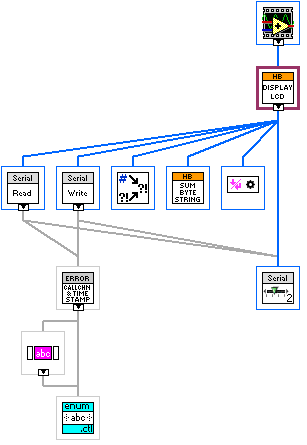 HB
DISPLAY
LCD
Serial
Read
Serial
Write
#
?!
?!
HB
SUM
BYTE
STRING
ERROR
CALLCHN
& TIME
STAMP
Serial
2
abc
enum
abc
.ctl